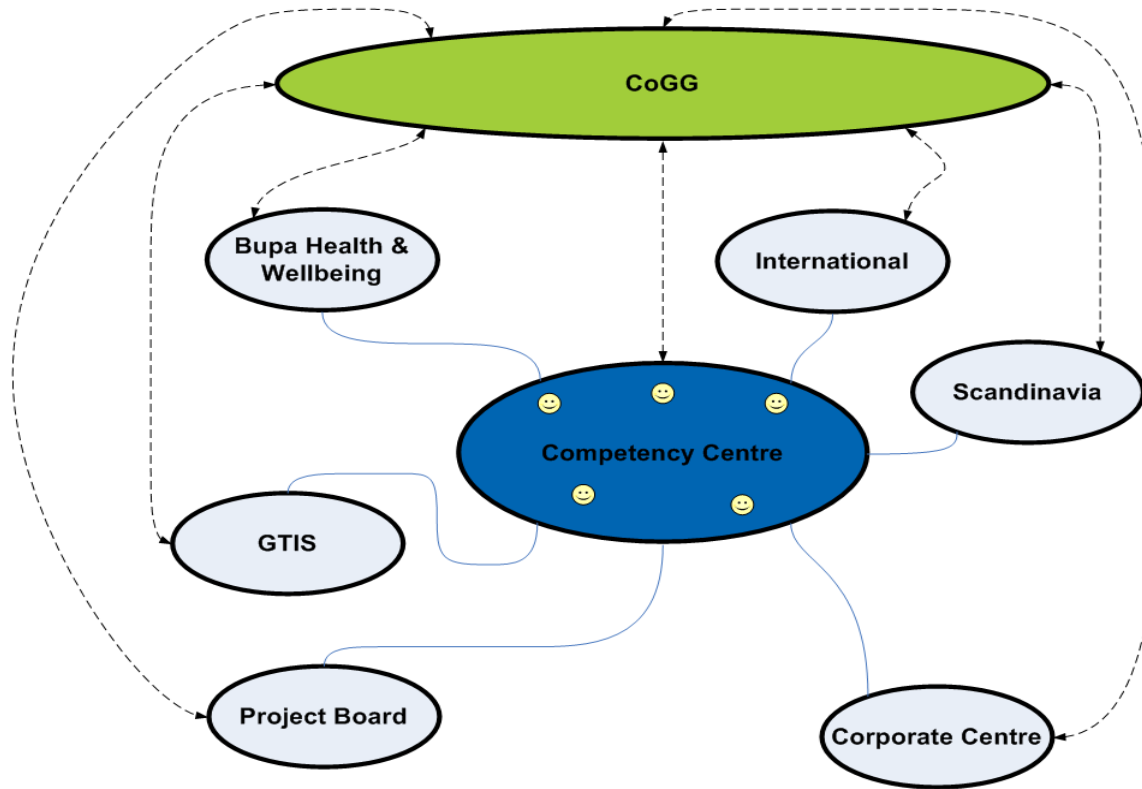 CoGG
Bupa Health &
Wellbeing
International
Scandinavia
Competency Centre
GTIS
Project Board
Corporate Centre